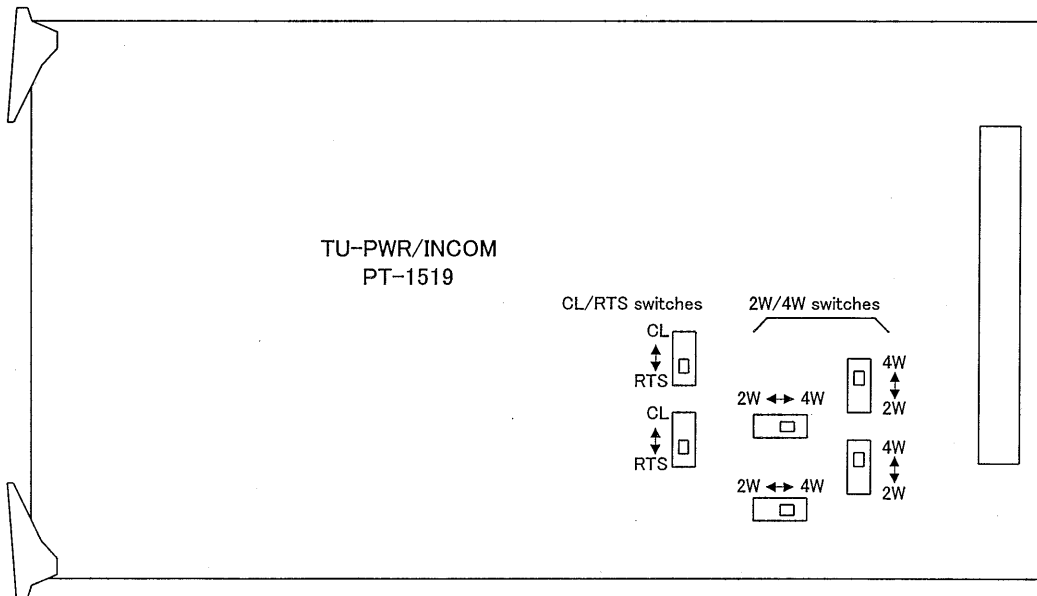 TU-PWR/INCOM
PT-1519
CL/RTS switches
2W/4W switches
CL
RTS
CL
RTS
2W 4W
2W 4W
4W
2W
4W
2W